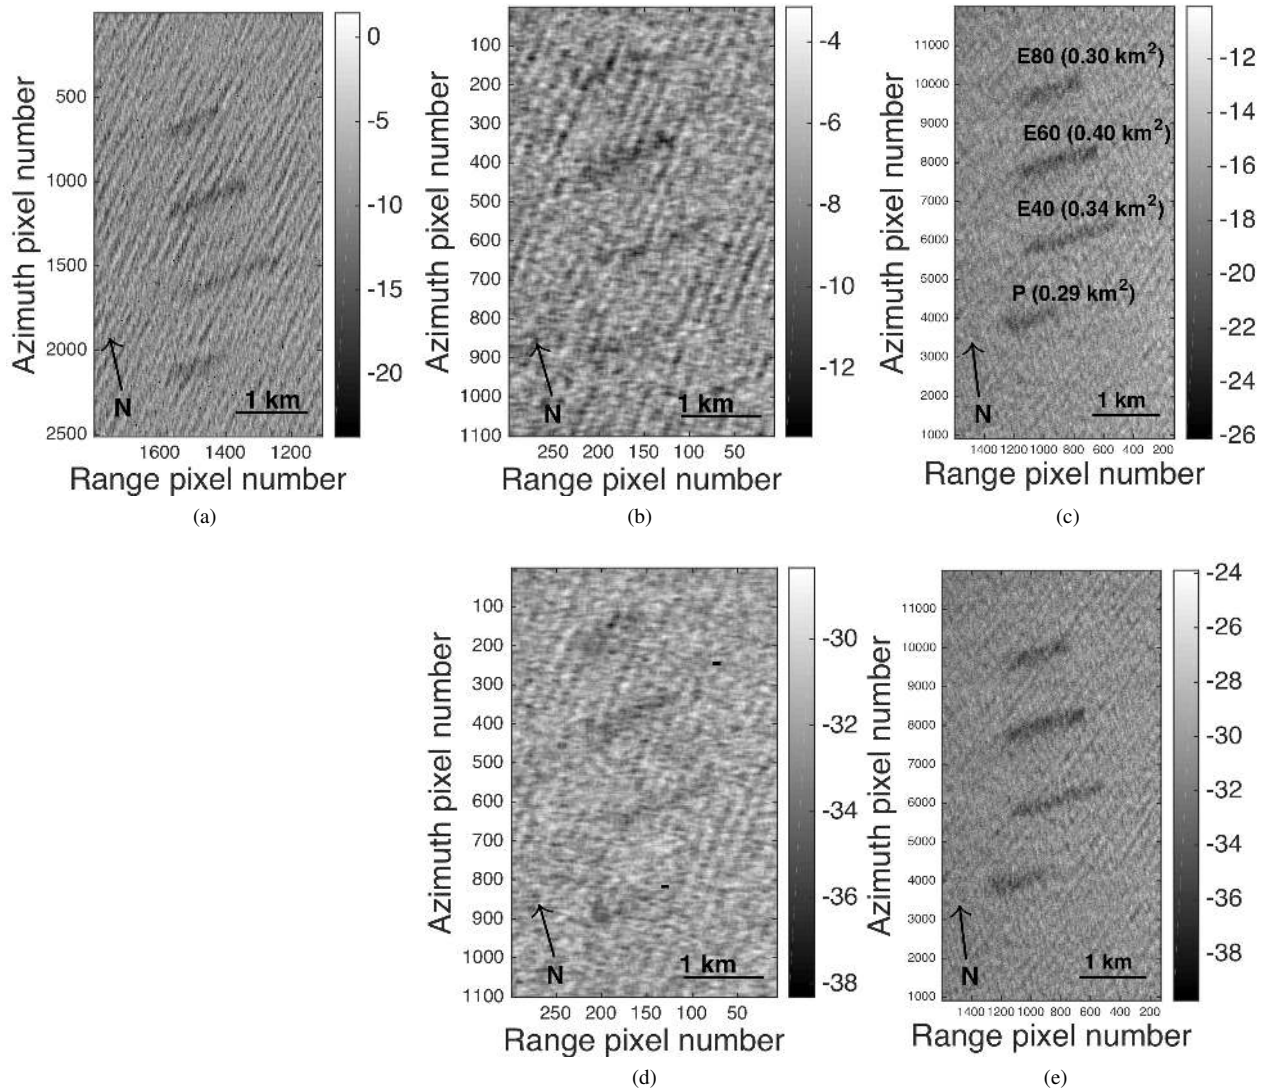 0
-5
-10
-15
-20
500
1000
1500
2000
2500
Azimuth pixel number
N
1 km
1600 1400 1200
Range pixel number
(a)
100
200
300
400
500
600
700
800
900
1000
1100
Azimuth pixel number
-4
-6
-8
-10
-12
N
1 km
250 200 150 100 50
Range pixel number
(b)
11000
10000
9000
8000
7000
6000
5000
4000
3000
2000
1000
Azimuth pixel number
E80 (0.30 km²)
E60 (0.40 km²)
E40 (0.34 km²)
P (0.29 km²)
-12
-14
-16
-18
-20
-22
-24
-26
N
1 km
1400 1200 1000 800 600 400 200
Range pixel number
(c)
100
200
300
400
500
600
700
800
900
1000
1100
Azimuth pixel number
-30
-32
-34
-36
-38
N
1 km
250 200 150 100 50
Range pixel number
(d)
11000
10000
9000
8000
7000
6000
5000
4000
3000
2000
1000
Azimuth pixel number
-24
-26
-28
-30
-32
-34
-36
-38
N
1 km
1400 1200 1000 800 600 400 200
Range pixel number
(e)